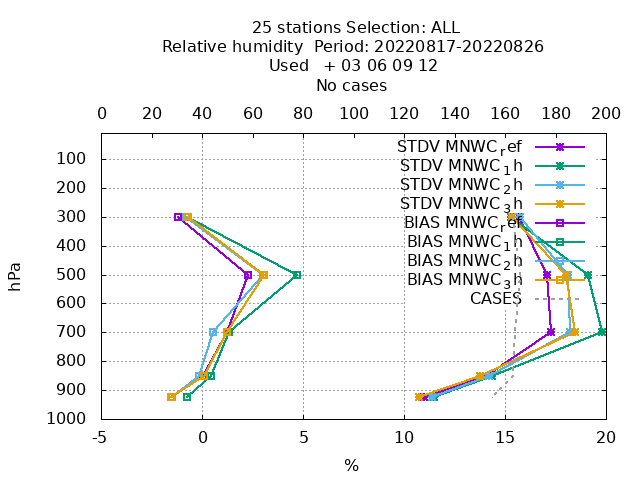 25 stations Selection: ALL
Relative humidity  Period: 20220817-20220826
Used   + 03 06 09 12
No cases
0 20 40 60 80 100 120 140 160 180 200
STDV MNWC_ref
STDV MNWC_1h
STDV MNWC_2h
STDV MNWC_3h
BIAS MNWC_ref
BIAS MNWC_1h
BIAS MNWC_2h
BIAS MNWC_3h
CASES
hPa
100
200
300
400
500
600
700
800
900
1000
-5 0 5 10 15 20
%